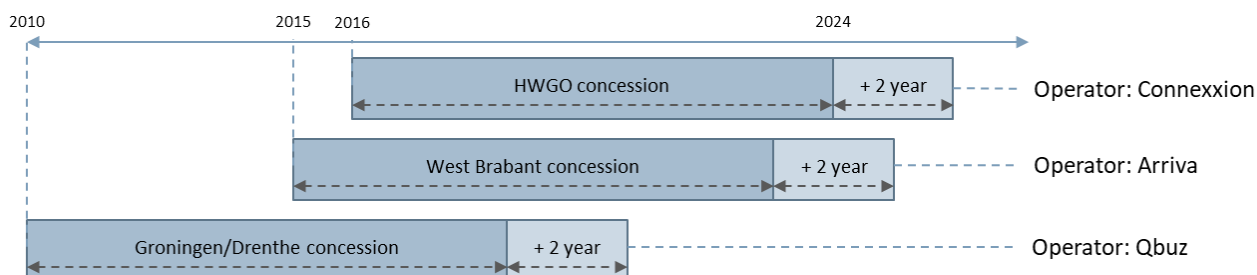 2010
2015
2016
2024
HWGO concession
+ 2 year
Operator: Connexxion
West Brabant concession
+ 2 year
Operator: Arriva
Groningen/Drenthe concession
+ 2 year
Operator: Qbuz